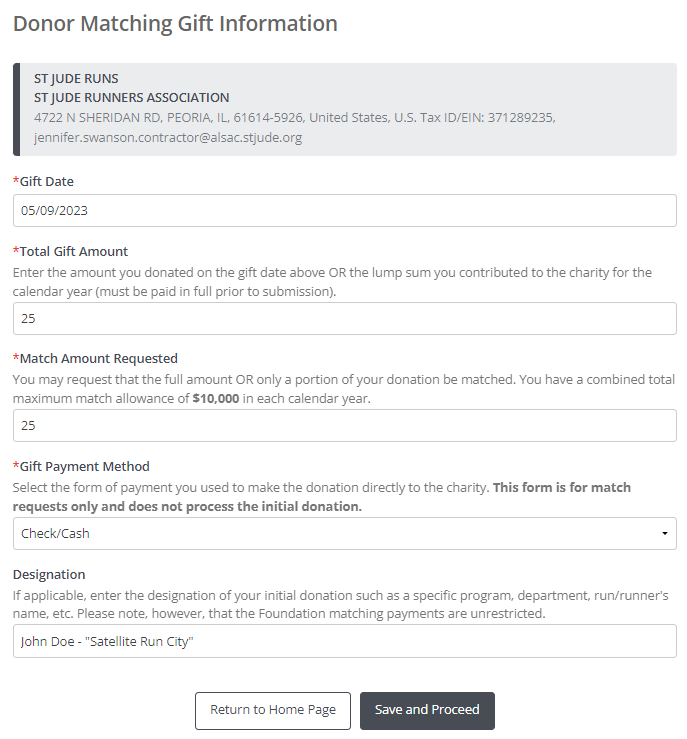 Donor Matching Gift Information
ST JUDE RUNS
ST JUDE RUNNERS ASSOCIATION
4722 N SHERIDAN RD, PEORIA, IL, 61614-5926, United States, U.S. Tax ID/EIN: 371289235,
jennifer.swanson.contractor@alsac.stjude.org
*Gift Date
05/09/2023
*Total Gift Amount
Enter the amount you donated on the gift date above OR the lump sum you contributed to the charity for the
calendar year (must be paid in full prior to submission).
25
*Match Amount Requested
You may request that the full amount OR only a portion of your donation be matched. You have a combined total
maximum match allowance of $10,000 in each calendar year.
25
*Gift Payment Method
Select the form of payment you used to make the donation directly to the charity. This form is for match
requests only and does not process the initial donation.
Check/Cash
Designation
If applicable, enter the designation of your initial donation such as a specific program, department, run/runner's
name, etc. Please note, however, that the Foundation matching payments are unrestricted.
John Doe - "Satellite Run City"
Return to Home Page
Save and Proceed